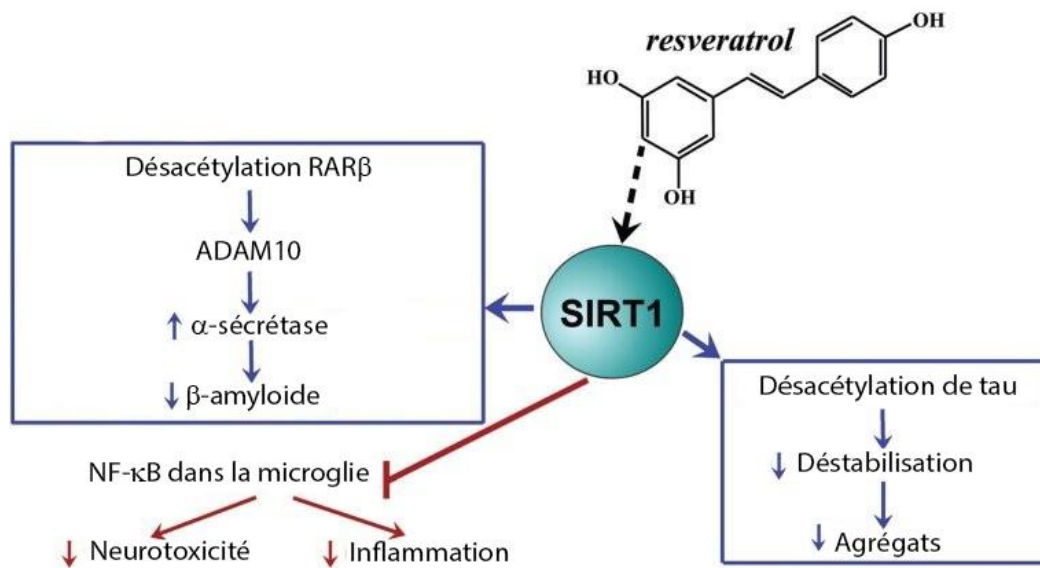 resveratrol
OH
HO
OH
SIRT1
Désacétylation RARβ
ADAM10
↑ α-sécrétase
↓ β-amyloide
NF-κB dans la microglie
↓ Neurotoxicité
↓ Inflammation
Désacétylation de tau
↓ Déstabilisation
↓ Agrégats